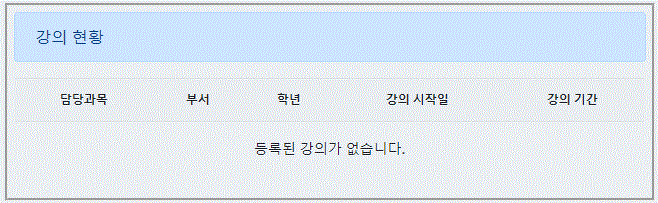 강의 현황
담당과목 부서 학년 강의 시작일 강의 기간
등록된 강의가 없습니다.